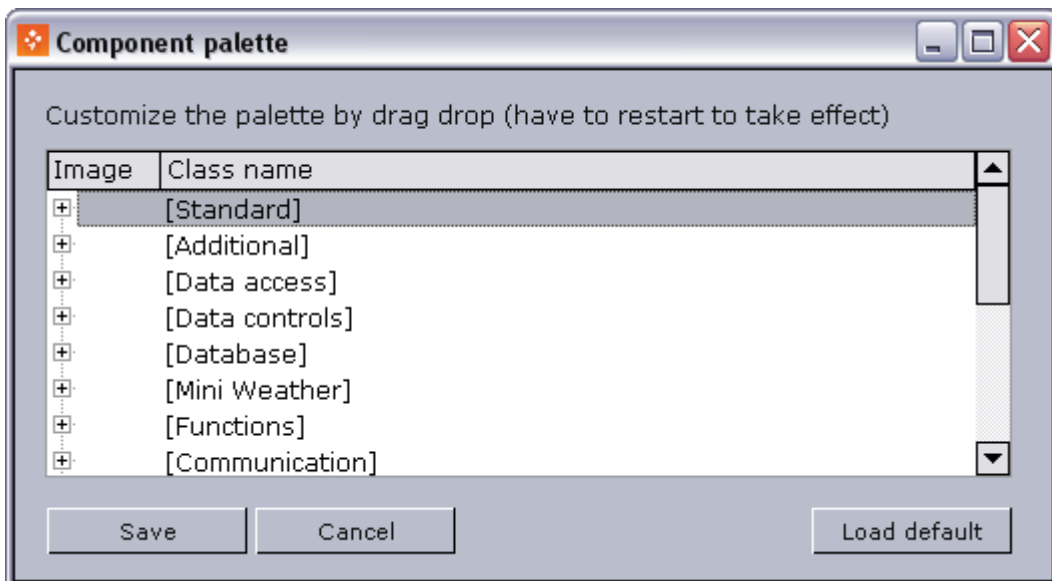 Component palette
Customize the palette by drag drop (have to restart to take effect)
Image Class name
[Standard]
[Additional]
[Data access]
[Data controls]
[Database]
[Mini Weather]
[Functions]
[Communication]
Save Cancel Load default